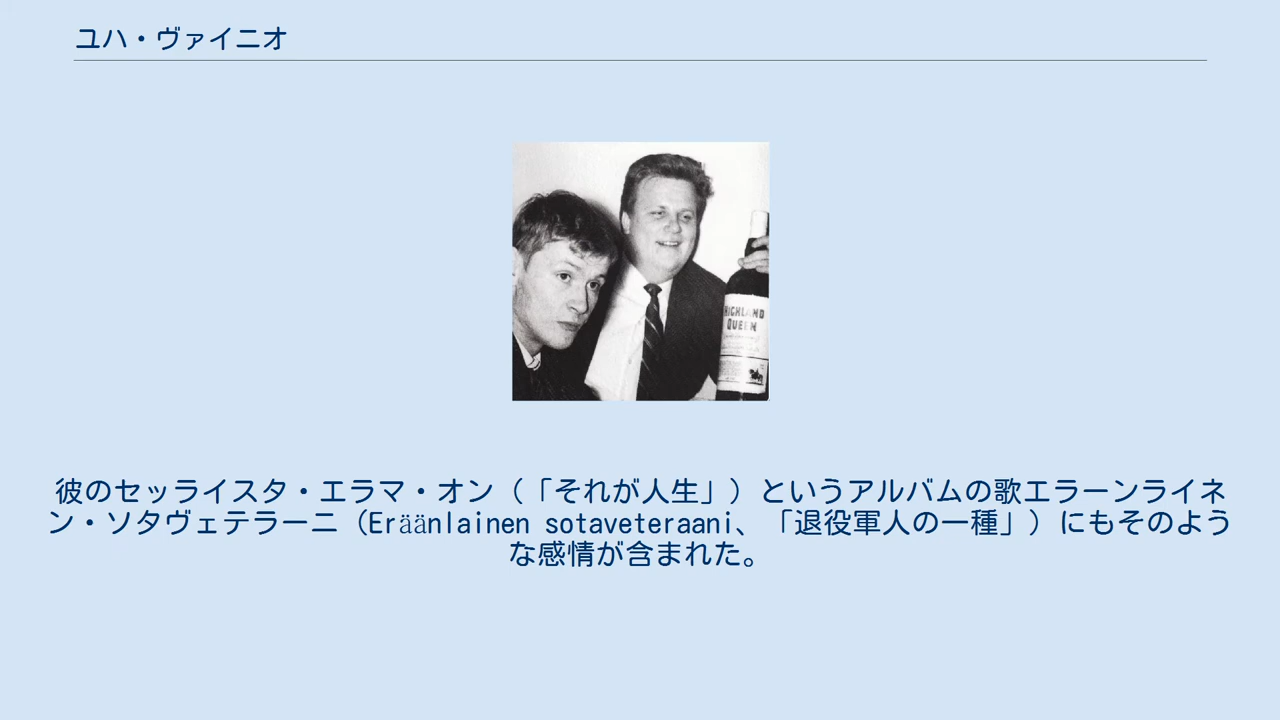 ユハ・ヴァイニオ
HIGHLAND
QUEEN
彼のセッライスタ・エラマ・オン（「それが人生」）というアルバムの歌エラーンライネ
ン・ソタヴェテラーニ（Eräänlainen sotaveteraani、「退役軍人の一種」）にもそのよう
な感情が含まれた。